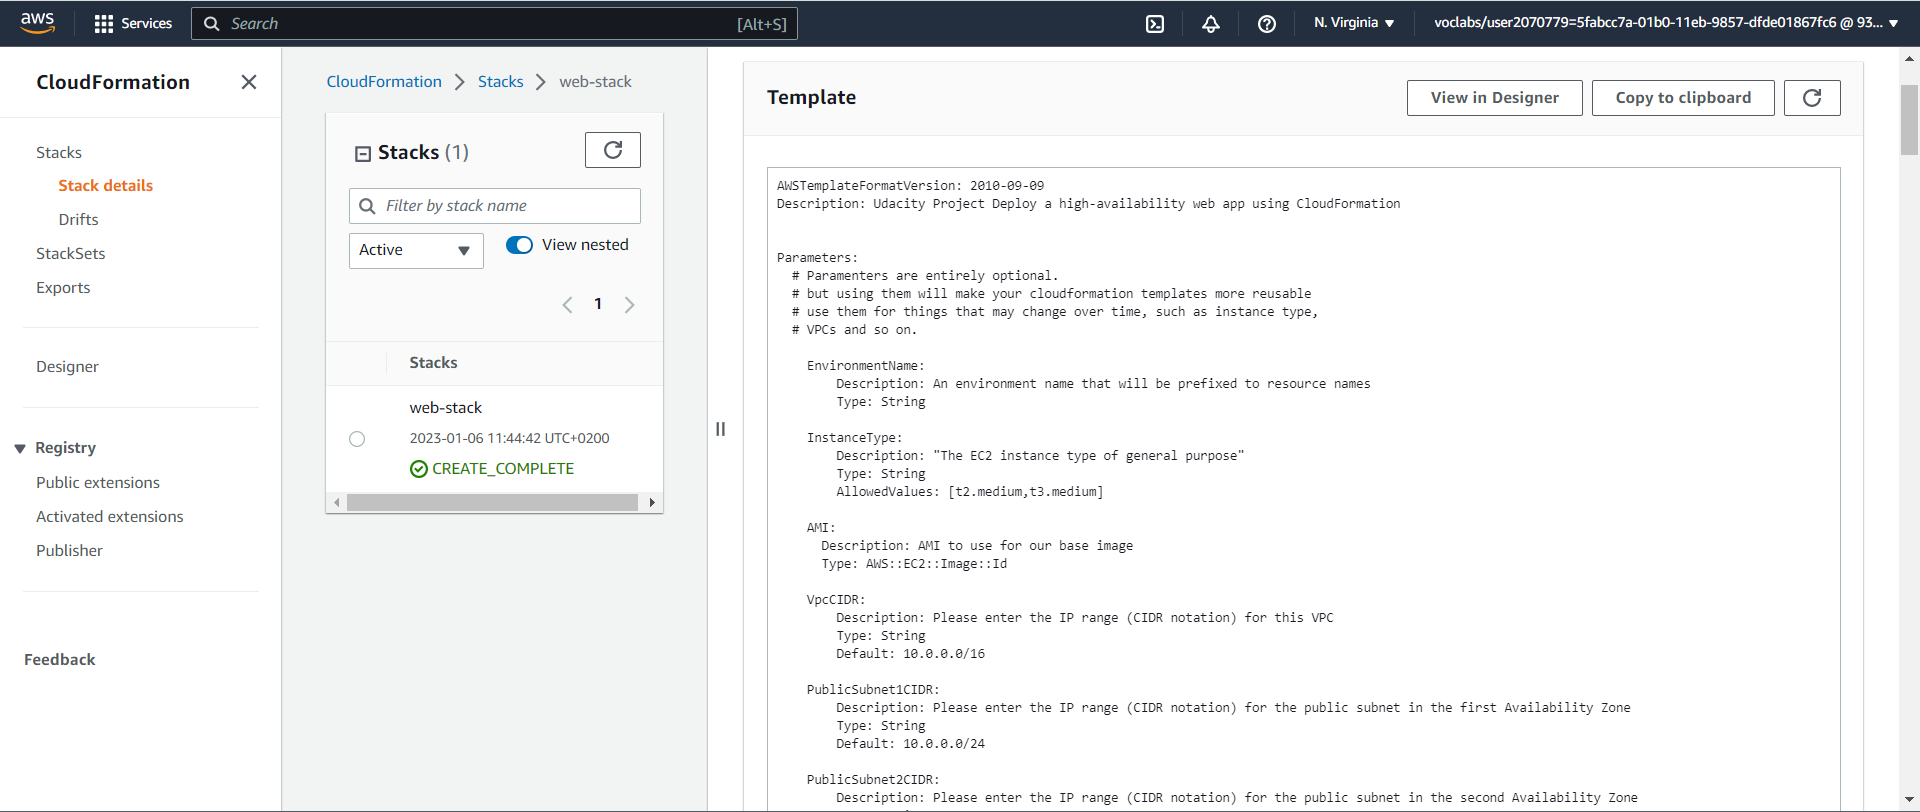 aws
Services
Search
[Alt+S]
N. Virginia
voclabs/user2070779=5fabcc7a-01b0-11eb-9857-dfde01867fc6 @ 93...
CloudFormation
Stacks
Stack details
Drifts
StackSets
Exports
Designer
Registry
Public extensions
Activated extensions
Publisher
Feedback
CloudFormation
Stacks
web-stack
Stacks (1)
Filter by stack name
Active
View nested
1
Stacks
web-stack
2023-01-06 11:44:42 UTC+0200
CREATE_COMPLETE
Template
View in Designer
Copy to clipboard
AWSTemplateFormatVersion: 2010-09-09
Description: Udacity Project Deploy a high-availability web app using CloudFormation
Parameters:
# Paramenters are entirely optional.
# but using them will make your cloudformation templates more reusable
# use them for things that may change over time, such as instance type,
# VPCs and so on.
EnvironmentName:
Description: An environment name that will be prefixed to resource names
Type: String
InstanceType:
Description: "The EC2 instance type of general purpose"
Type: String
AllowedValues: [t2.medium,t3.medium]
AMI:
Description: AMI to use for our base image
Type: AWS::EC2::Image::Id
VpcCIDR:
Description: Please enter the IP range (CIDR notation) for this VPC
Type: String
Default: 10.0.0.0/16
PublicSubnet1CIDR:
Description: Please enter the IP range (CIDR notation) for the public subnet in the first Availability Zone
Type: String
Default: 10.0.0.0/24
PublicSubnet2CIDR:
Description: Please enter the IP range (CIDR notation) for the public subnet in the second Availability Zone